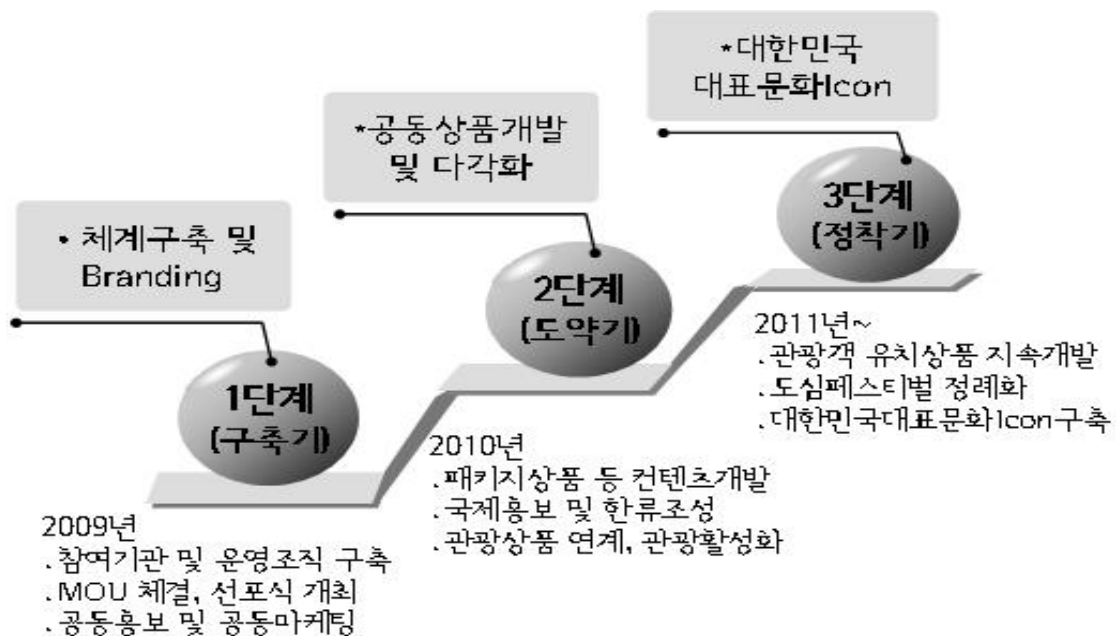 • 체계구축 및
Branding
1단계
(구축기)
2009년
.참여기관 및 운영조직 구축
.MOU 체결, 선포식 개최
.공동홍보 및 공동마케팅
*공동상품개발
및 다각화
2단계
(도약기)
2010년
.패키지상품 등 컨텐츠개발
.국제홍보 및 한류조성
.관광상품 연계, 관광활성화
*대한민국
대표문화Icon
3단계
(정착기)
2011년~
.관광객 유치상품 지속개발
.도심페스티벌 정례화
.대한민국대표문화Icon구축